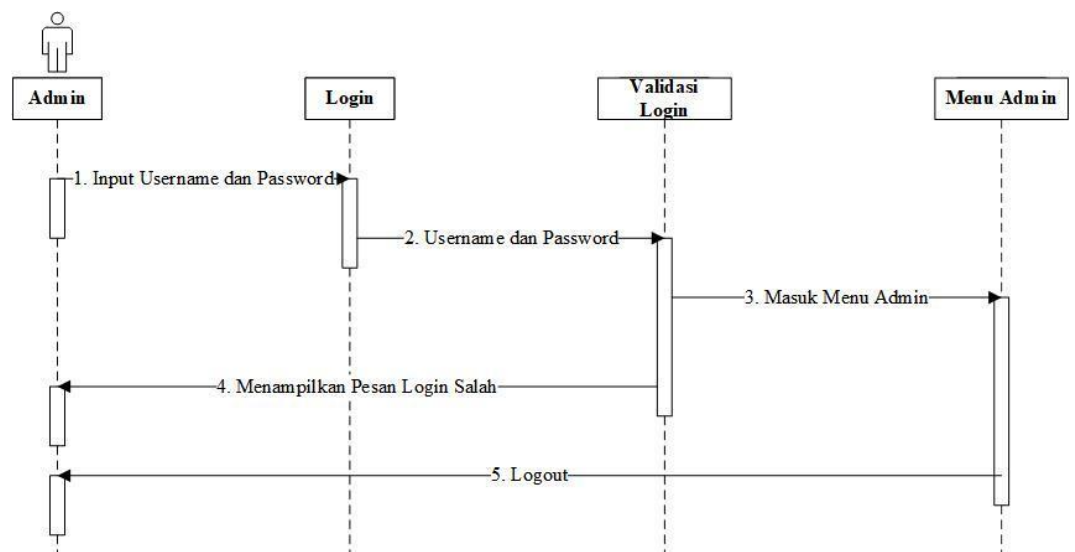 Admin
Login
Validasi
Login
Menu Admin
1. Input Username dan Password
2. Username dan Password
3. Masuk Menu Admin
4. Menampilkan Pesan Login Salah
5. Logout